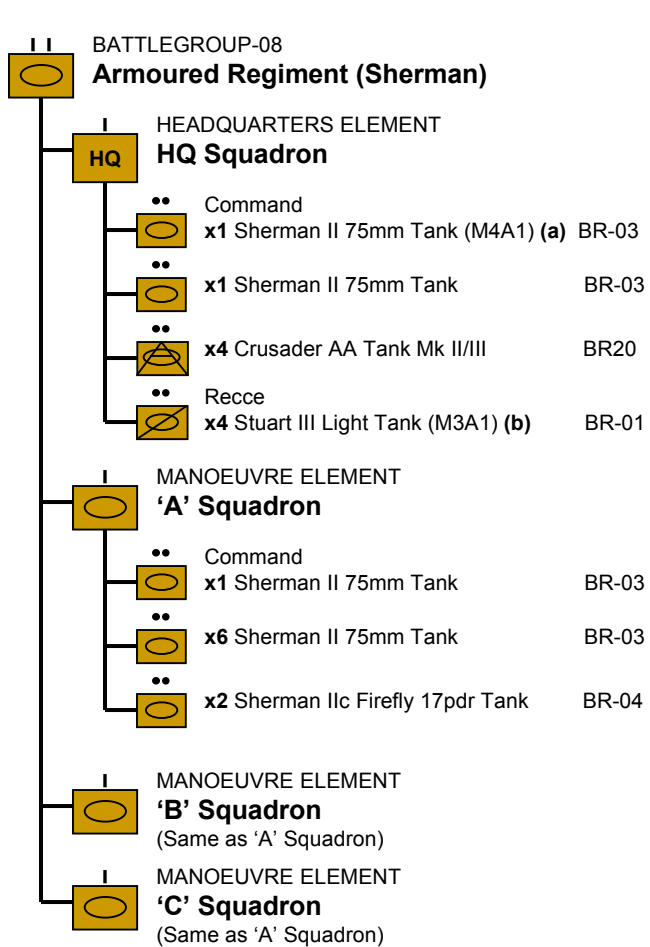 BATTLEGROUP-08
Armoured Regiment (Sherman)
HEADQUARTERS ELEMENT
HQ
HQ Squadron
Command
x1 Sherman II 75mm Tank (M4A1) (a) BR-03
x1 Sherman II 75mm Tank BR-03
x4 Crusader AA Tank Mk II/III BR20
Recce
x4 Stuart III Light Tank (M3A1) (b) BR-01
MANOEUVRE ELEMENT
‘A’ Squadron
Command
x1 Sherman II 75mm Tank BR-03
x6 Sherman II 75mm Tank BR-03
x2 Sherman IIc Firefly 17pdr Tank BR-04
MANOEUVRE ELEMENT
‘B’ Squadron
(Same as ‘A’ Squadron)
MANOEUVRE ELEMENT
‘C’ Squadron
(Same as ‘A’ Squadron)